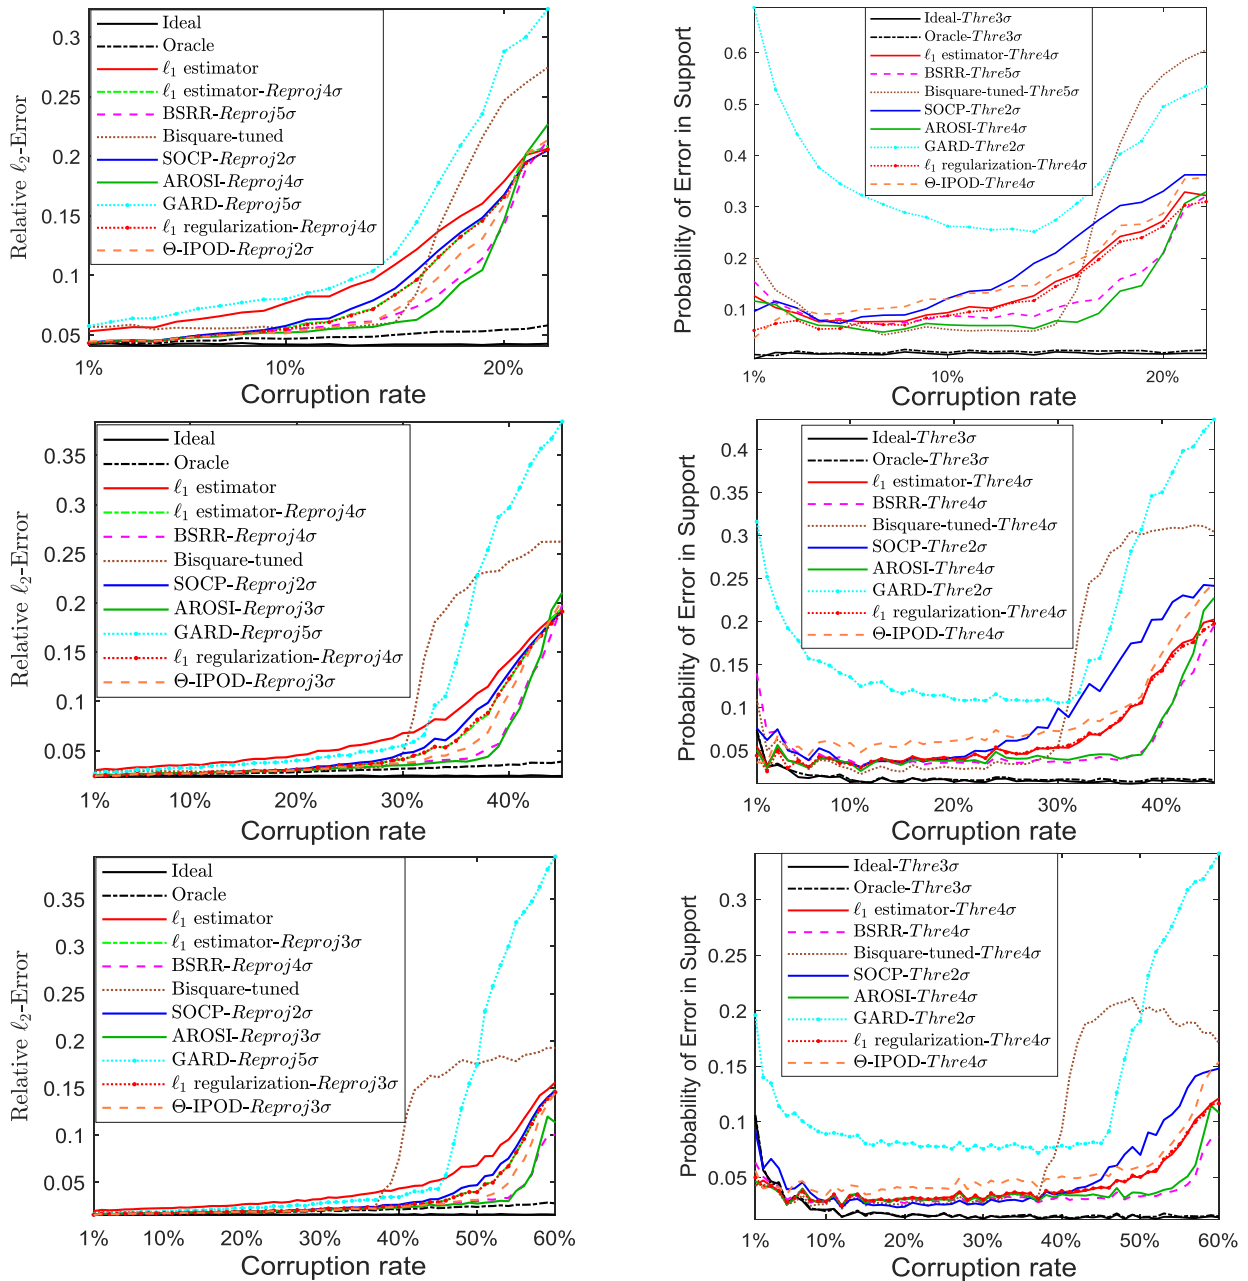 Relative ℓ₂-Error
0.3
0.25
0.2
0.15
0.1
0.05
Ideal
Oracle
ℓ₁ estimator
ℓ₁ estimator-Reproj4σ
BSRR-Reproj5σ
Bisquare-tuned
SOCP-Reproj2σ
AROSI-Reproj4σ
GARD-Reproj5σ
ℓ₁ regularization-Reproj4σ
Θ-IPOD-Reproj2σ
1% 10% 20%
Corruption rate
Probability of Error in Support
0.6
0.5
0.4
0.3
0.2
0.1
Ideal-Thre3σ
Oracle-Thre3σ
ℓ₁ estimator-Thre4σ
BSRR-Thre5σ
Bisquare-tuned-Thre5σ
SOCP-Thre2σ
AROSI-Thre4σ
GARD-Thre2σ
ℓ₁ regularization-Thre4σ
Θ-IPOD-Thre4σ
1% 10% 20%
Corruption rate
Relative ℓ₂-Error
0.35
0.3
0.25
0.2
0.15
0.1
0.05
Ideal
Oracle
ℓ₁ estimator
ℓ₁ estimator-Reproj4σ
BSRR-Reproj4σ
Bisquare-tuned
SOCP-Reproj2σ
AROSI-Reproj3σ
GARD-Reproj5σ
ℓ₁ regularization-Reproj4σ
Θ-IPOD-Reproj3σ
1% 10% 20% 30% 40%
Corruption rate
Probability of Error in Support
0.4
0.35
0.3
0.25
0.2
0.15
0.1
0.05
Ideal-Thre3σ
Oracle-Thre3σ
ℓ₁ estimator-Thre4σ
BSRR-Thre4σ
Bisquare-tuned-Thre4σ
SOCP-Thre2σ
AROSI-Thre4σ
GARD-Thre2σ
ℓ₁ regularization-Thre4σ
Θ-IPOD-Thre4σ
1% 10% 20% 30% 40%
Corruption rate
Relative ℓ₂-Error
0.35
0.3
0.25
0.2
0.15
0.1
0.05
Ideal
Oracle
ℓ₁ estimator
ℓ₁ estimator-Reproj3σ
BSRR-Reproj4σ
Bisquare-tuned
SOCP-Reproj2σ
AROSI-Reproj3σ
GARD-Reproj5σ
ℓ₁ regularization-Reproj3σ
Θ-IPOD-Reproj3σ
1% 10% 20% 30% 40% 50% 60%
Corruption rate
Probability of Error in Support
0.3
0.2
0.1
0.05
Ideal-Thre3σ
Oracle-Thre3σ
ℓ₁ estimator-Thre4σ
BSRR-Thre4σ
Bisquare-tuned-Thre4σ
SOCP-Thre2σ
AROSI-Thre4σ
GARD-Thre2σ
ℓ₁ regularization-Thre4σ
Θ-IPOD-Thre4σ
1% 10% 20% 30% 40% 50% 60%
Corruption rate